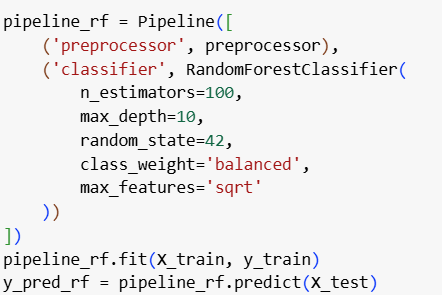 pipeline_rf = Pipeline([
    ('preprocessor', preprocessor),
    ('classifier', RandomForestClassifier(
        n_estimators=100,
        max_depth=10,
        random_state=42,
        class_weight='balanced',
        max_features='sqrt'
    ))
])
pipeline_rf.fit(X_train, y_train)
y_pred_rf = pipeline_rf.predict(X_test)